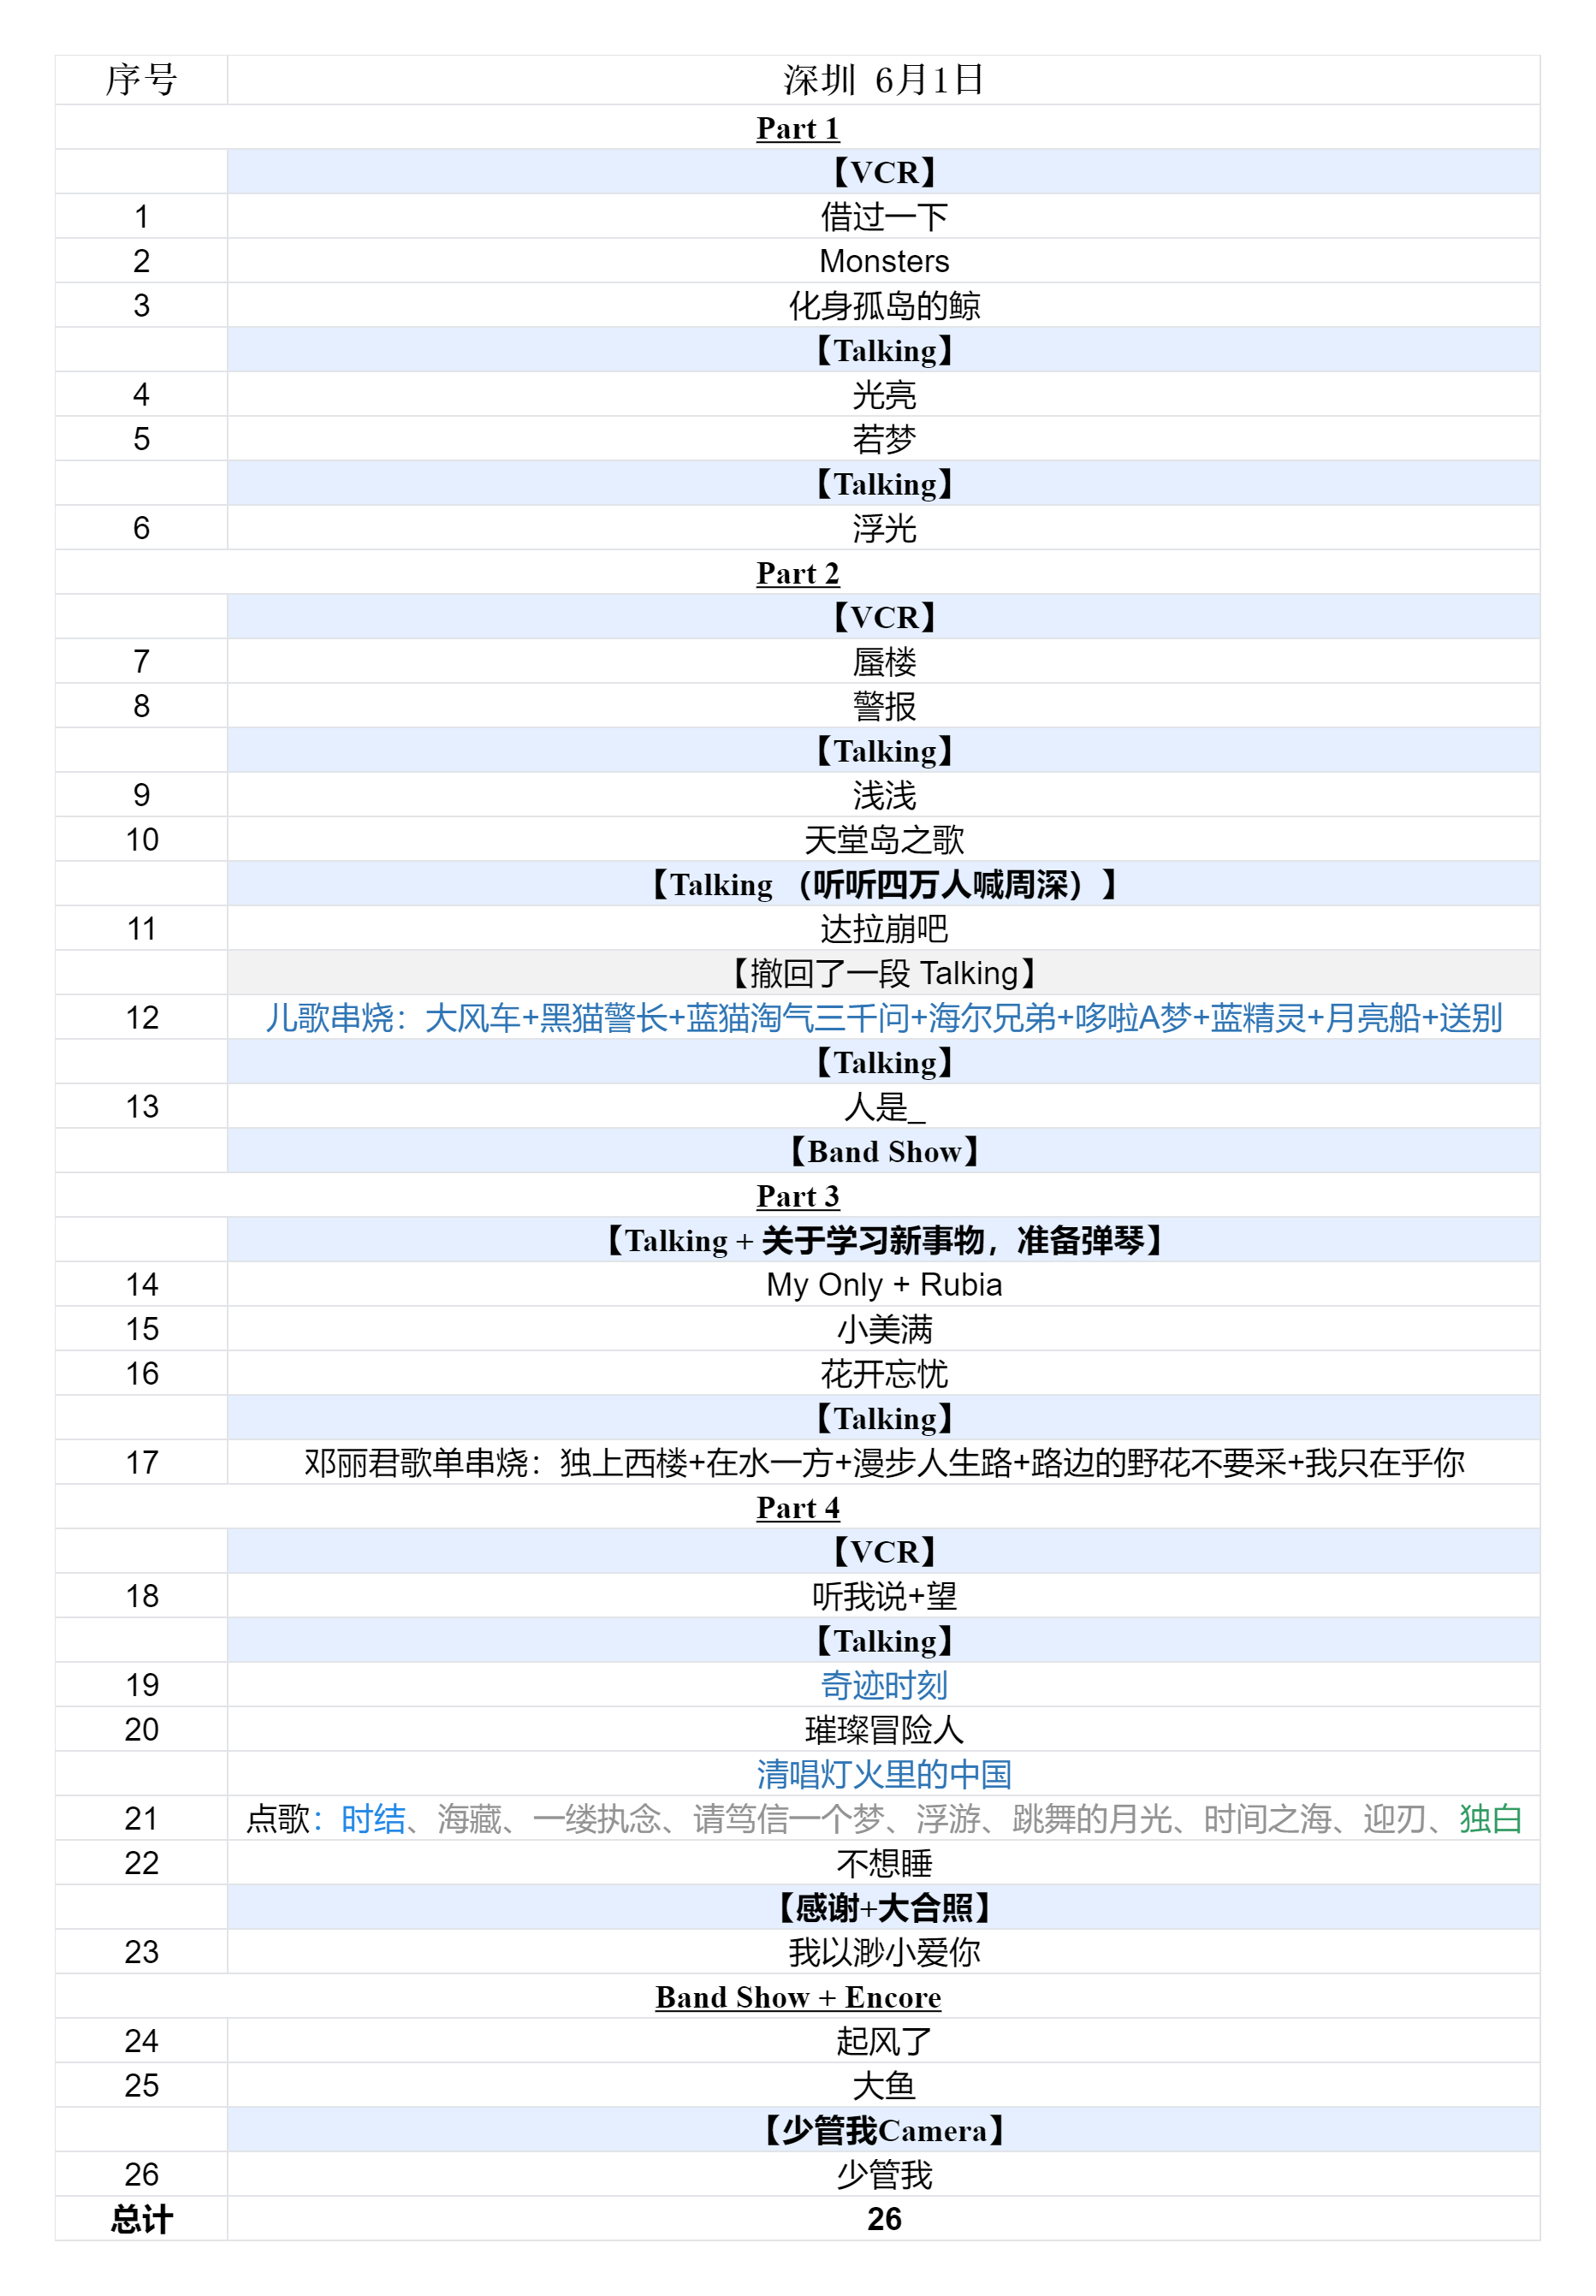 序号 深圳 6月1日
Part 1
【VCR】
1 借过一下
2 Monsters
3 化身孤岛的鲸
【Talking】
4 光亮
5 若梦
【Talking】
6 浮光
Part 2
【VCR】
7 蜃楼
8 警报
【Talking】
9 浅浅
10 天堂岛之歌
【Talking （听听四万人喊周深）】
11 达拉崩吧
【撤回了一段 Talking】
12 儿歌串烧：大风车+黑猫警长+蓝猫淘气三千问+海尔兄弟+哆啦A梦+蓝精灵+月亮船+送别
【Talking】
13 人是_
【Band Show】
Part 3
【Talking + 关于学习新事物，准备弹琴】
14 My Only + Rubia
15 小美满
16 花开忘忧
【Talking】
17 邓丽君歌单串烧：独上西楼+在水一方+漫步人生路+路边的野花不要采+我只在乎你
Part 4
【VCR】
18 听我说+望
【Talking】
19 奇迹时刻
20 璀璨冒险人
清唱灯火里的中国
21 点歌：时结、海藏、一缕执念、请笃信一个梦、浮游、跳舞的月光、时间之海、迎刃、独白
22 不想睡
【感谢+大合照】
23 我以渺小爱你
Band Show + Encore
24 起风了
25 大鱼
【少管我Camera】
26 少管我
总计 26